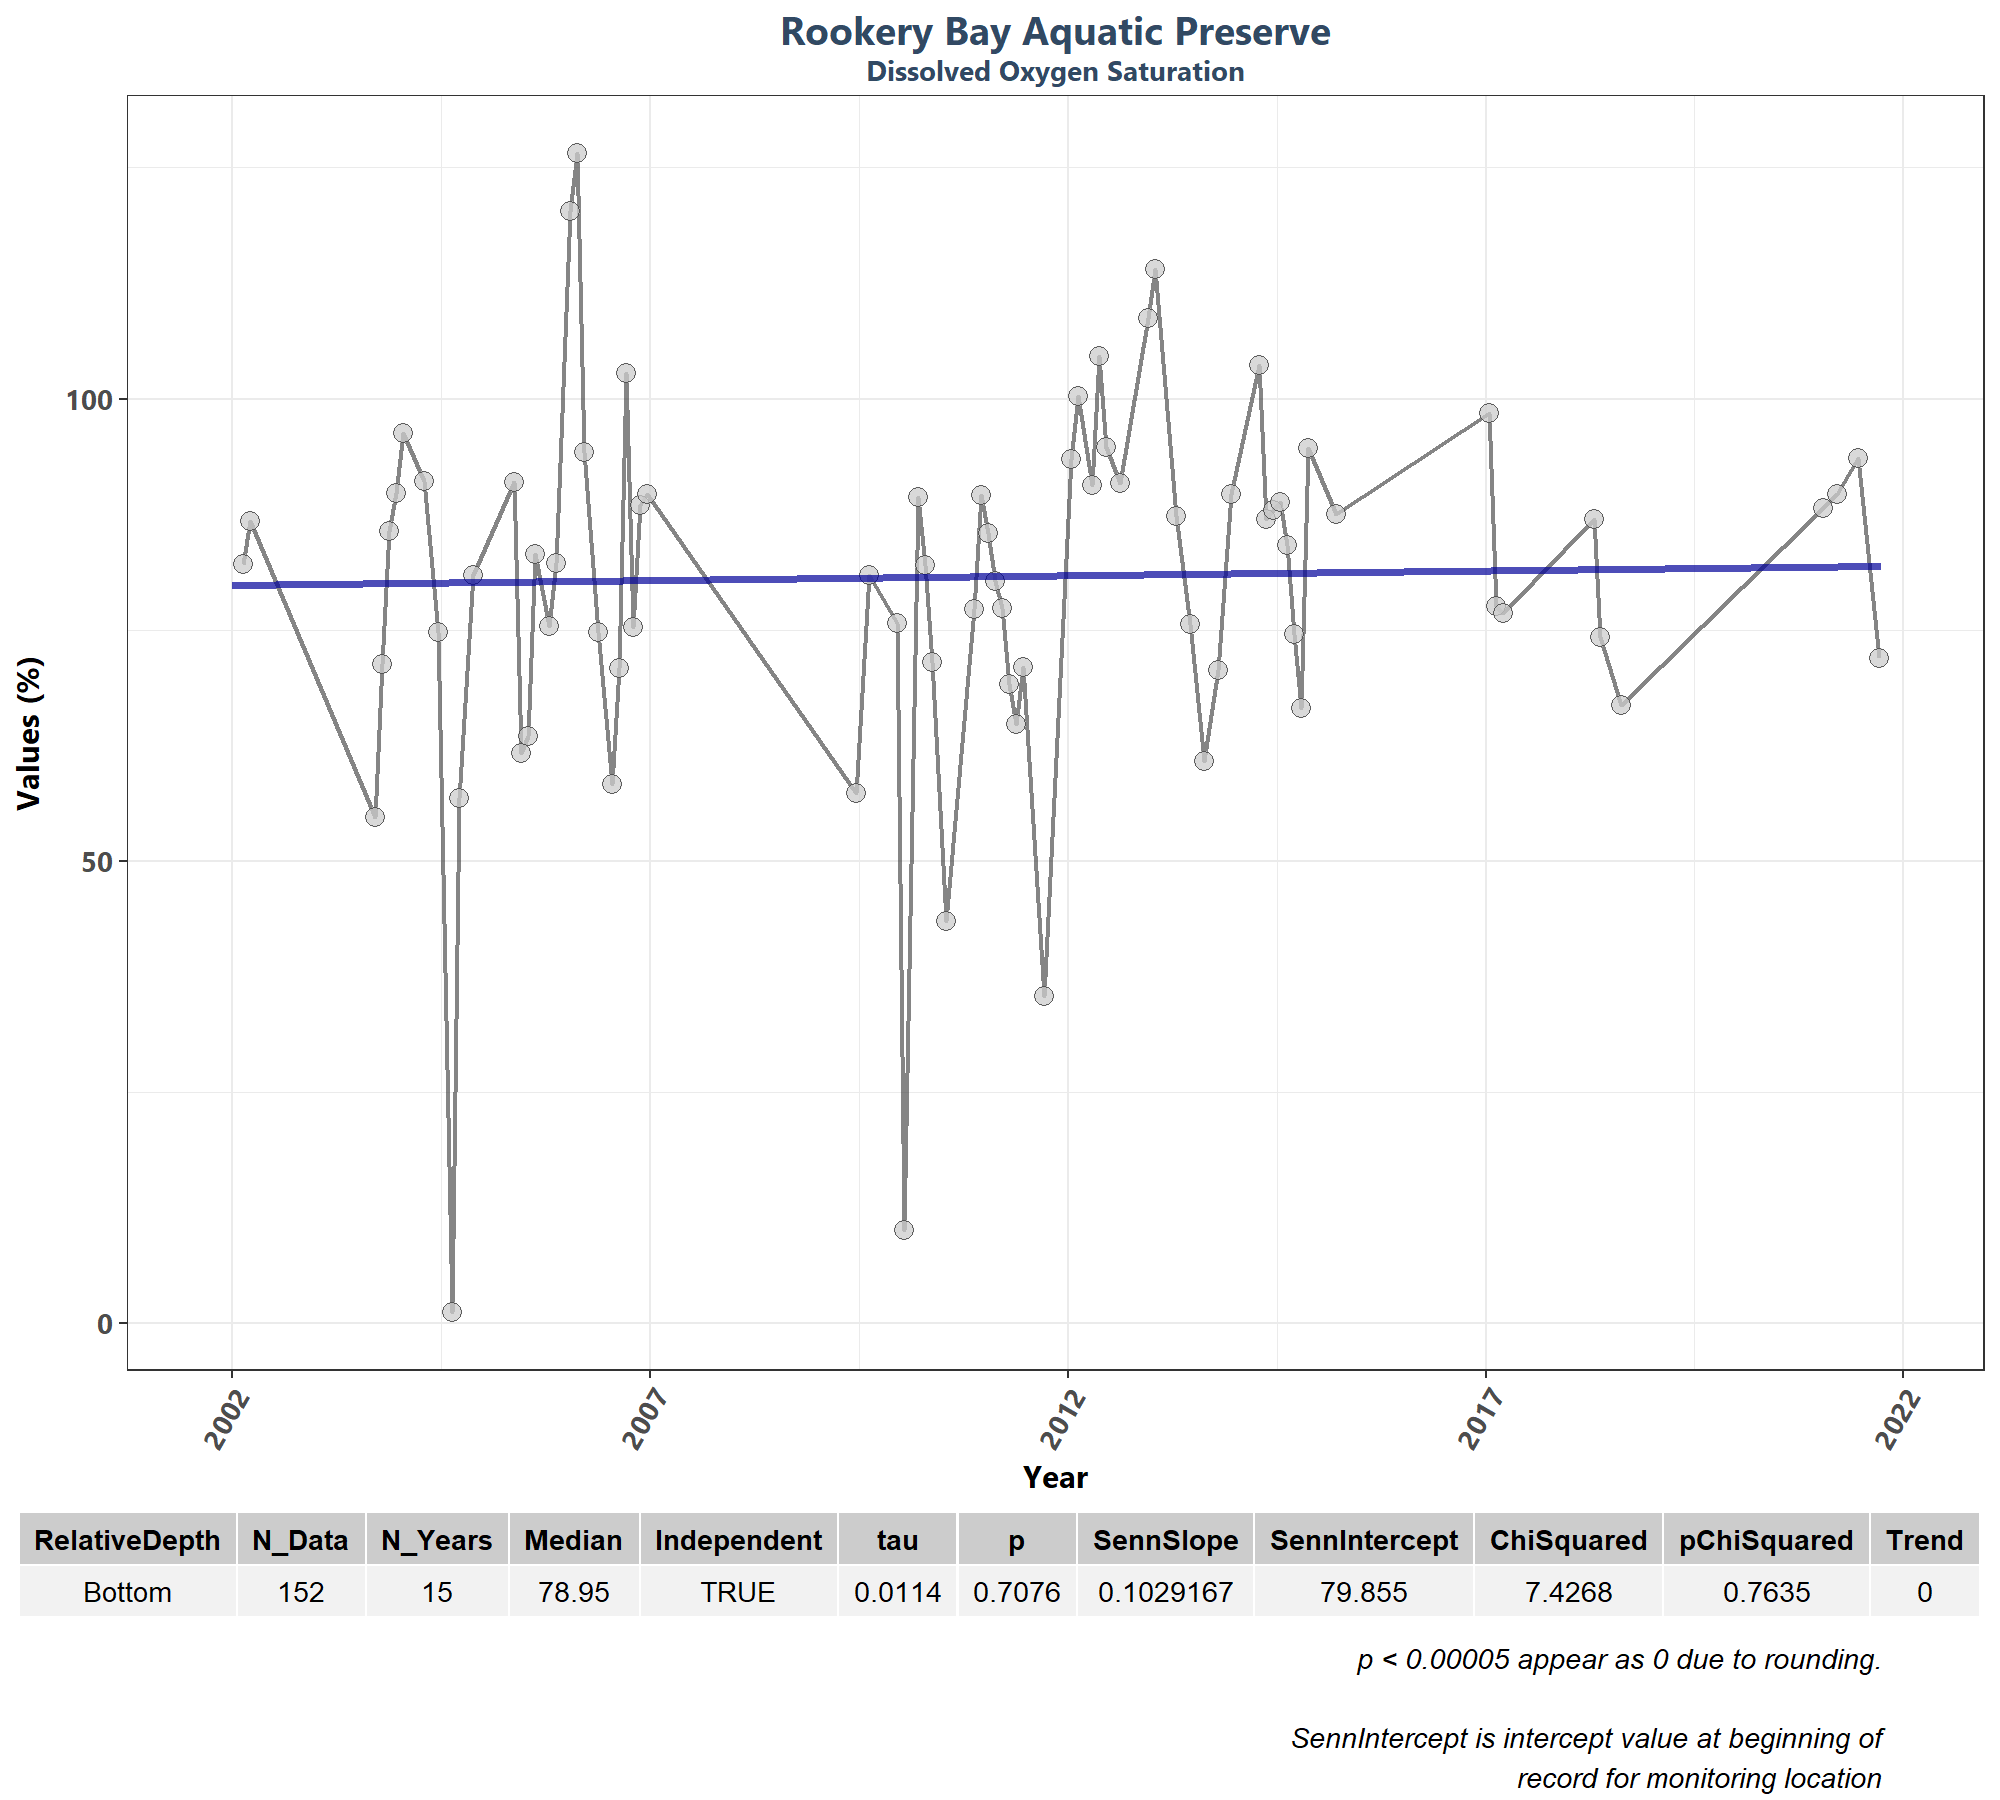 Rookery Bay Aquatic Preserve
Dissolved Oxygen Saturation
Values (%)
100
50
0
2002 2007 2012 2017 2022
Year
RelativeDepth N_Data N_Years Median Independent tau p SennSlope SennIntercept ChiSquared pChiSquared Trend
Bottom 152 15 78.95 TRUE 0.0114 0.7076 0.1029167 79.855 7.4268 0.7635 0
p < 0.00005 appear as 0 due to rounding.
SennIntercept is intercept value at beginning of
record for monitoring location